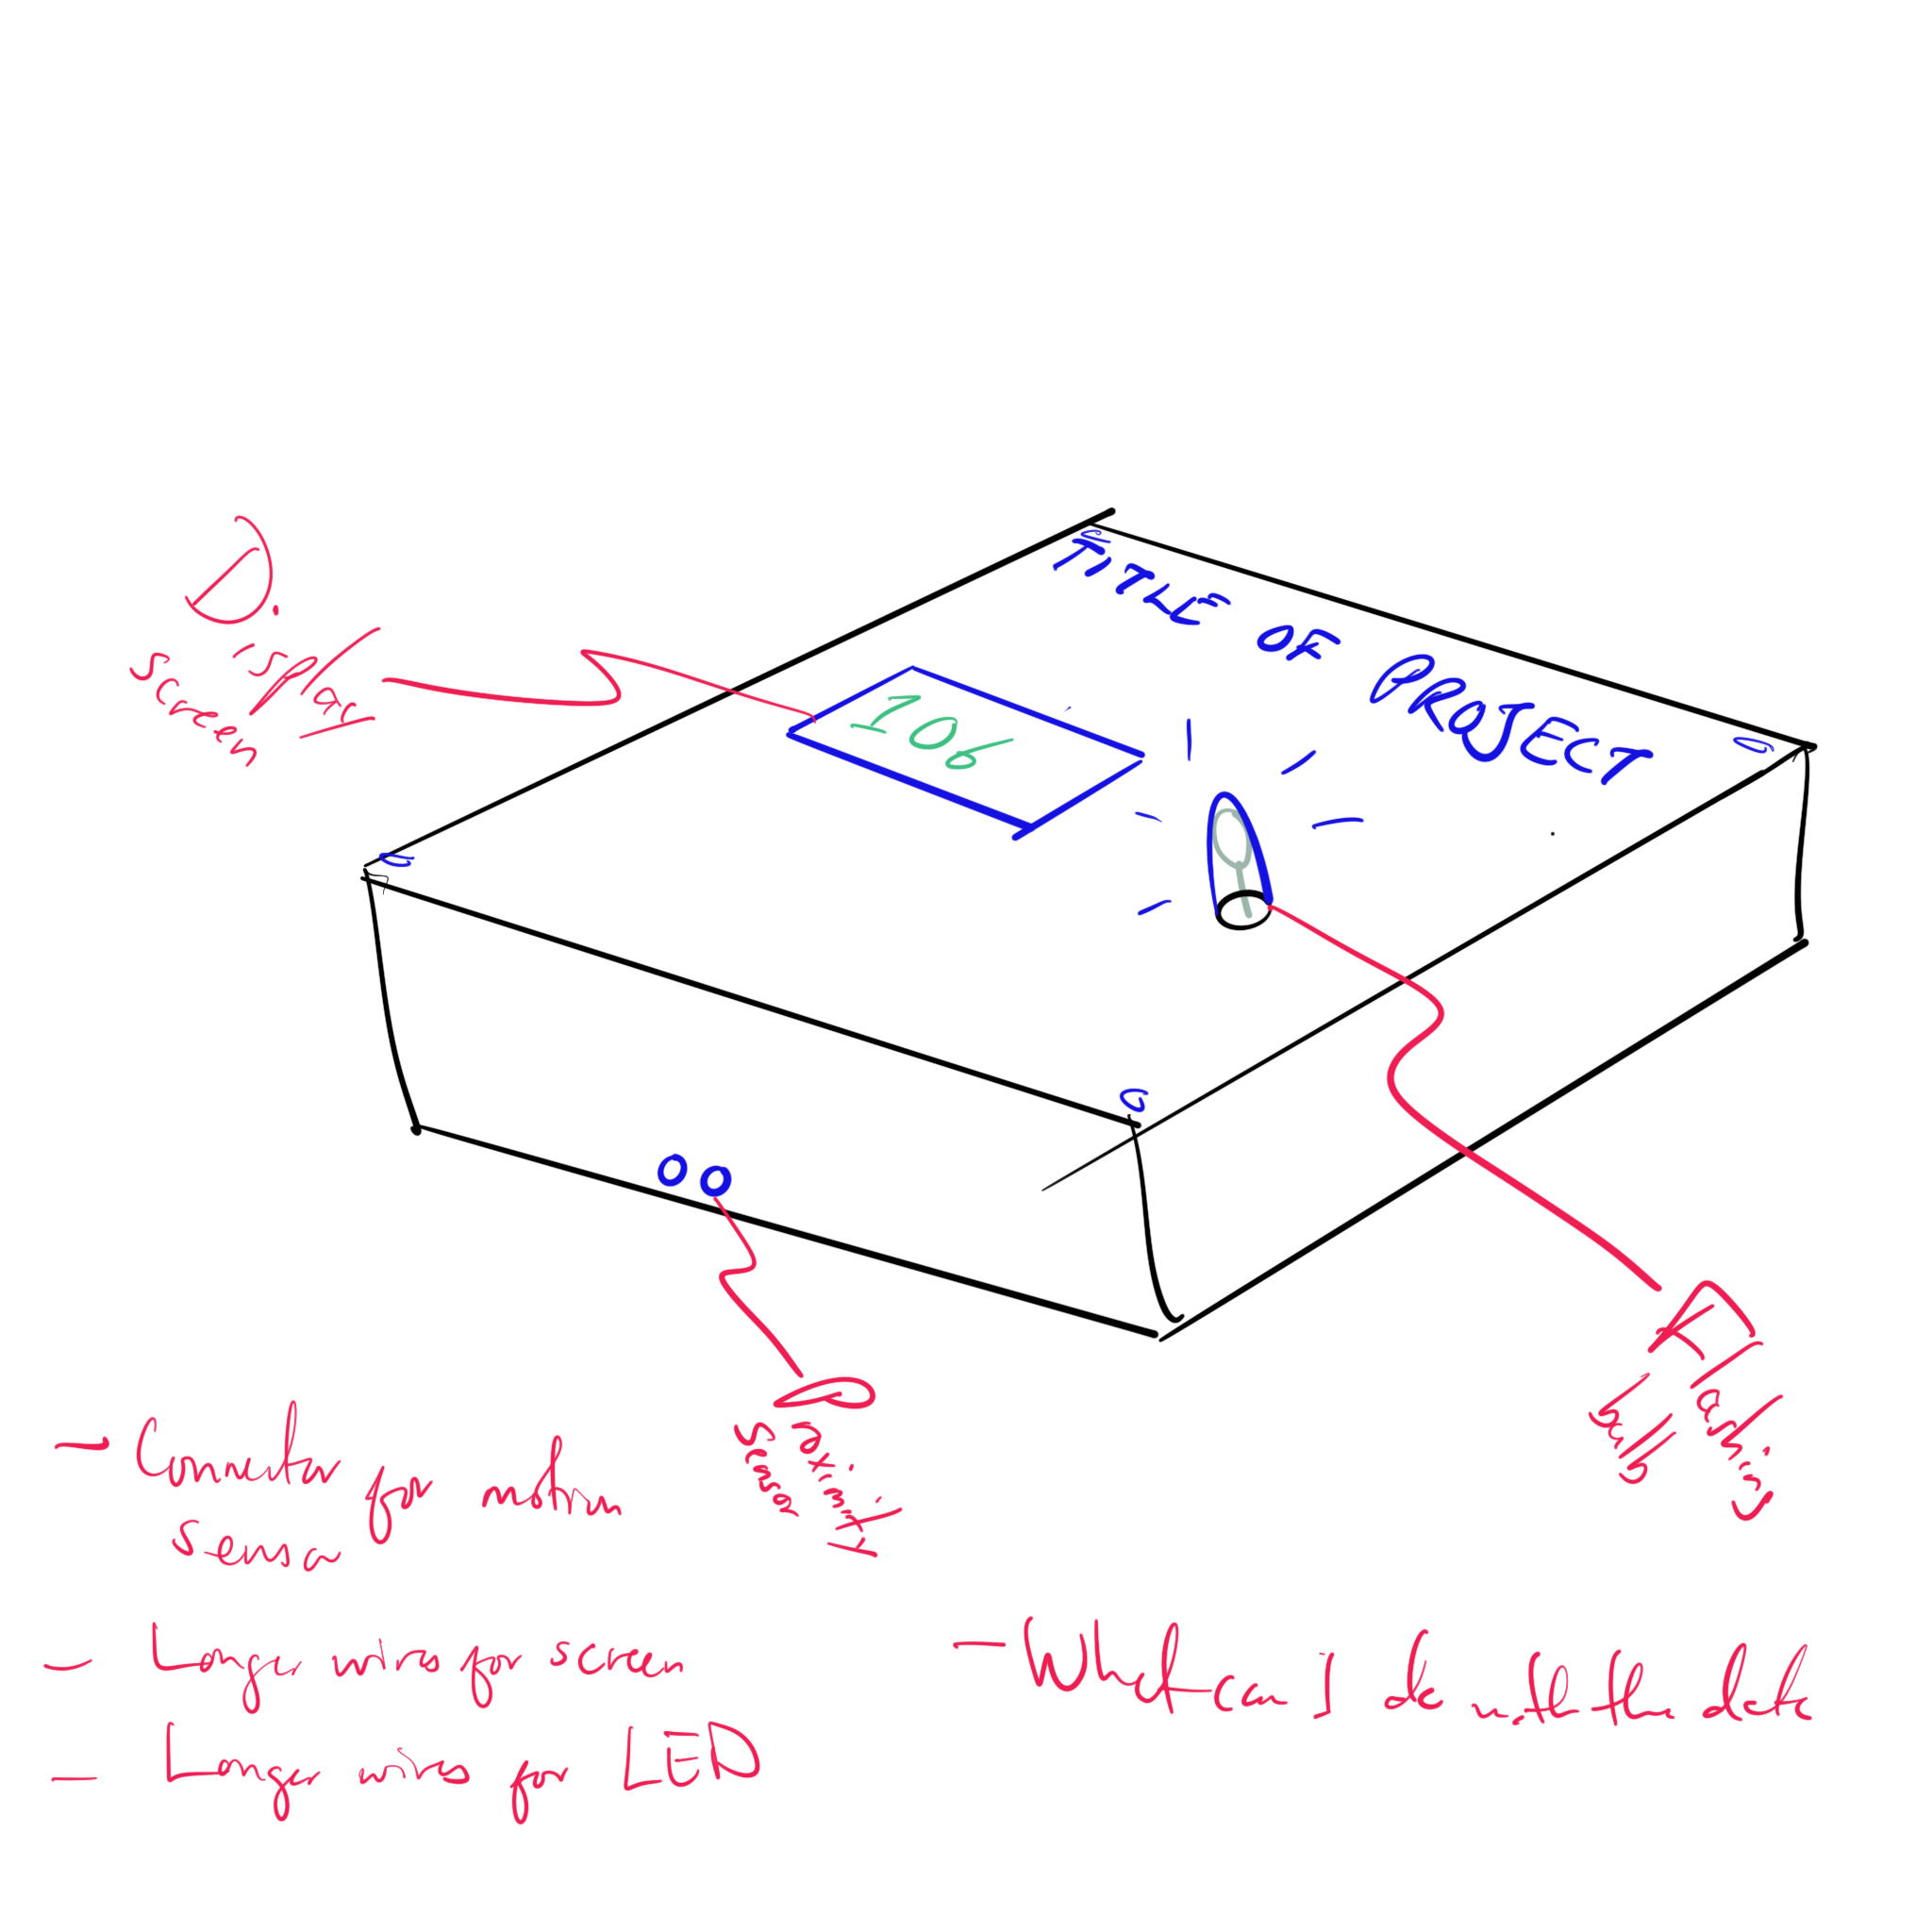 TITLE OF PROJECT
Display
Screen
106
Flashing
bulb
Proximity
Sensor
- Connector for motion
Sensor
- Longer wires for screen
- Longer wires for LED
- What can I do with the data